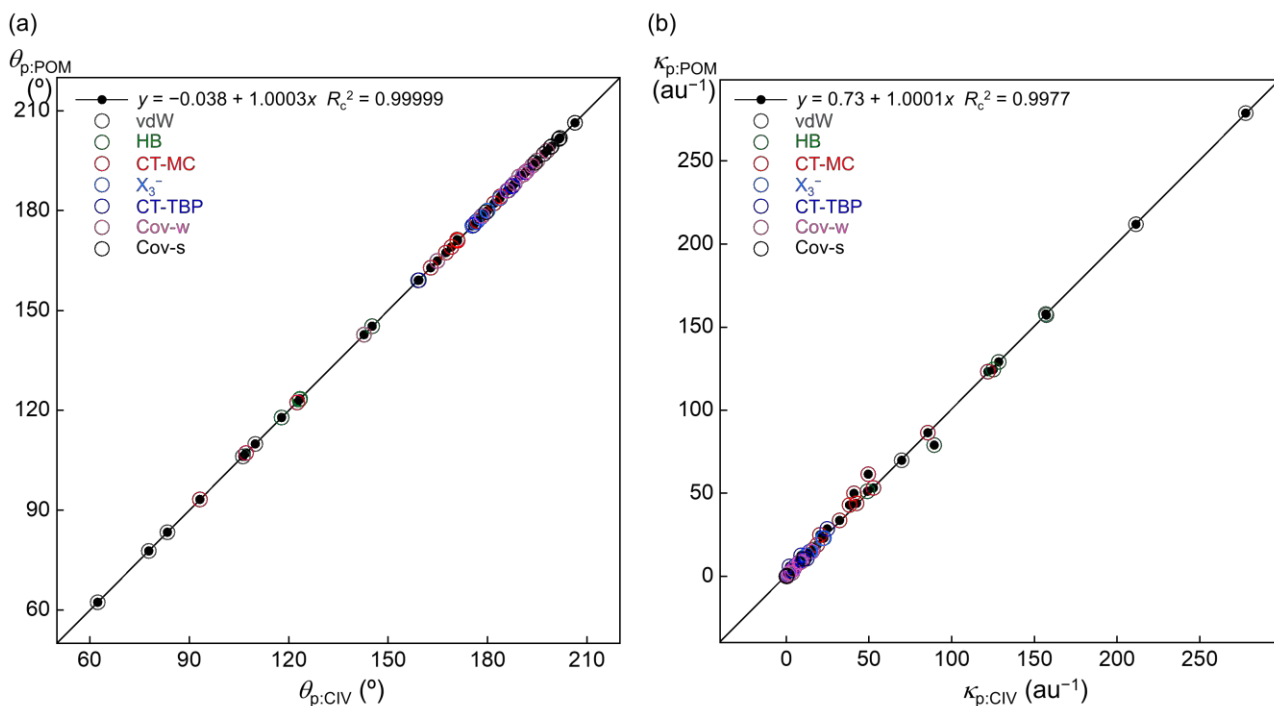 (a)
θp:POM
(º)
y = −0.038 + 1.0003x Rc² = 0.99999
vdW
HB
CT-MC
X₃⁻
CT-TBP
Cov-w
Cov-s
210
180
150
120
90
60
60 90 120 150 180 210
θp:CIV (º)
(b)
κp:POM
(au⁻¹)
y = 0.73 + 1.0001x Rc² = 0.9977
vdW
HB
CT-MC
X₃⁻
CT-TBP
Cov-w
Cov-s
250
200
150
100
50
0
0 50 100 150 200 250
κp:CIV (au⁻¹)